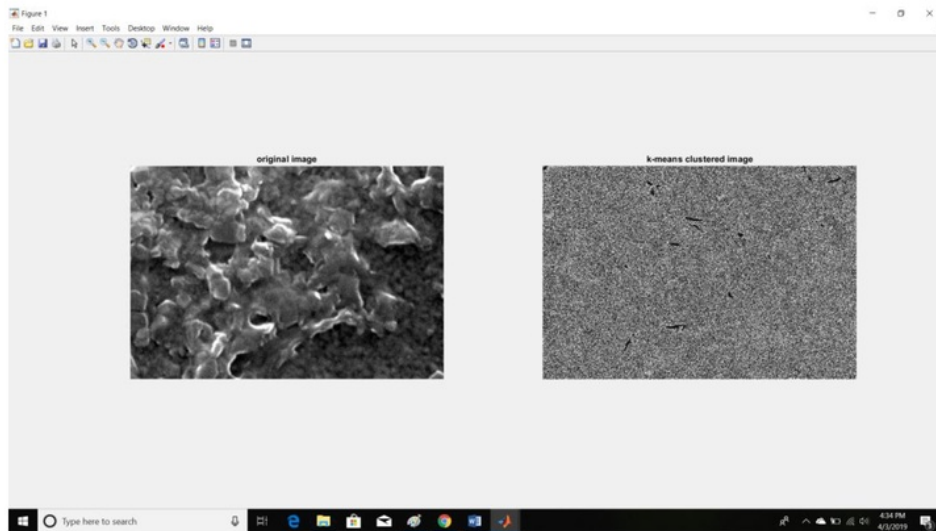 Figure 1
File Edit View Insert Tools Desktop Window Help
original image
k-means clustered image
Type here to search
4:34 PM
4/3/2019